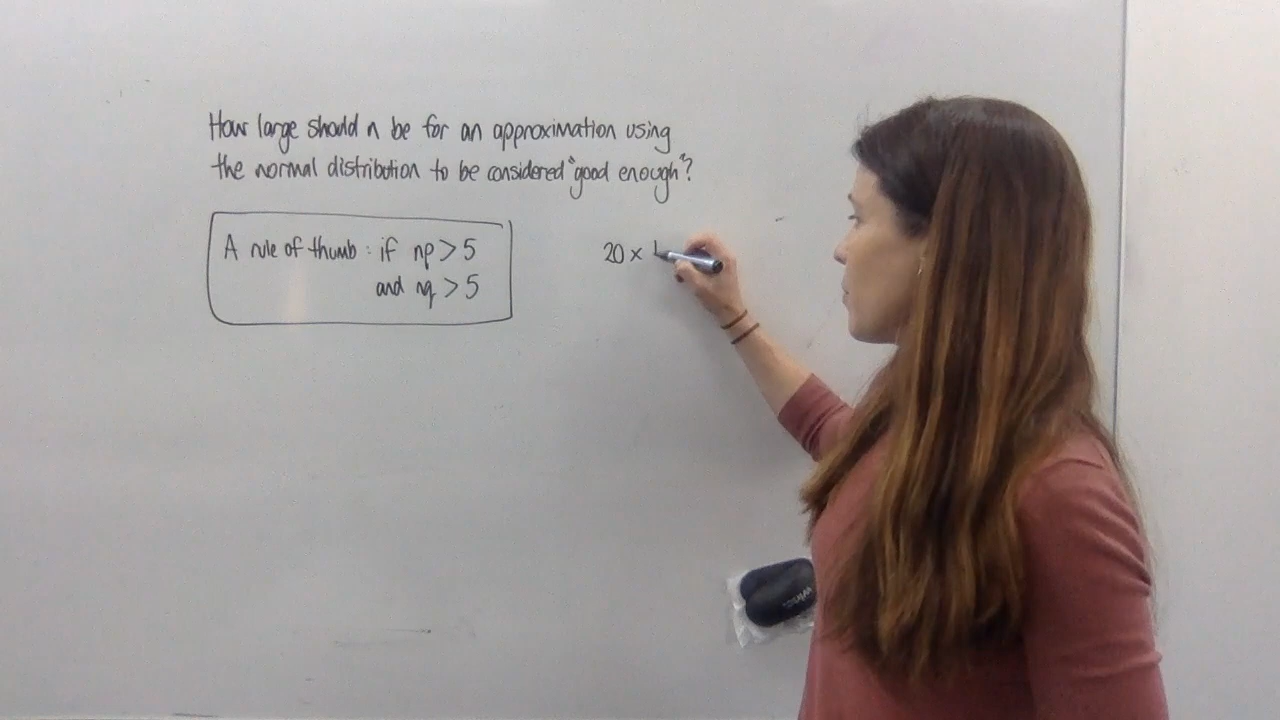 How large should n be for an approximation using
the normal distribution to be considered "good enough"?
A rule of thumb : if np > 5
and nq > 5
20 × 1